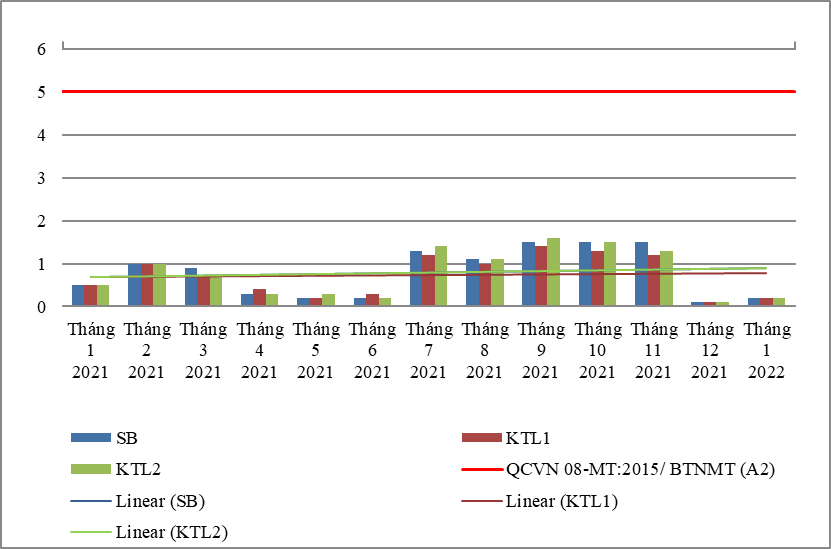 6
5
4
3
2
1
0
Tháng Tháng Tháng Tháng Tháng Tháng Tháng Tháng Tháng Tháng Tháng Tháng Tháng
1 2 3 4 5 6 7 8 9 10 11 12 1
2021 2021 2021 2021 2021 2021 2021 2021 2021 2021 2021 2021 2022
SB KTL1
KTL2 QCVN 08-MT:2015/ BTNMT (A2)
Linear (SB) Linear (KTL1)
Linear (KTL2)